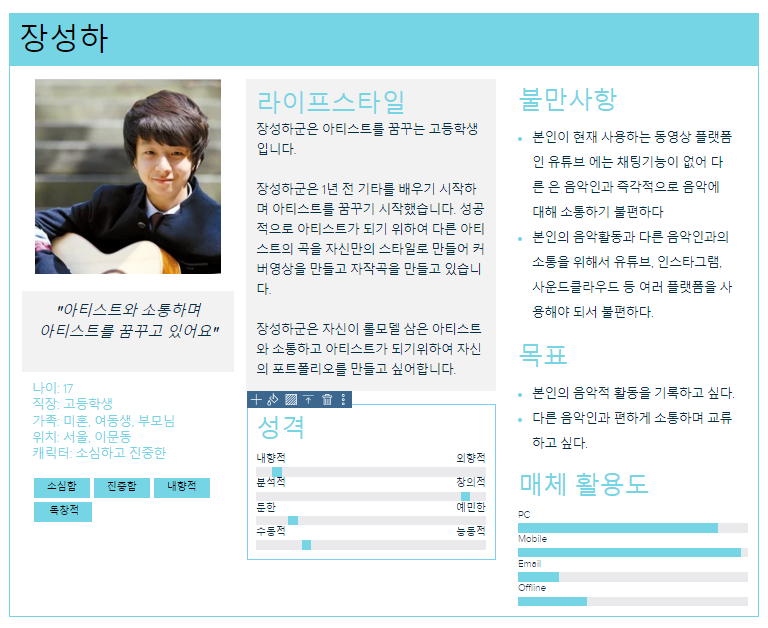 장성하
"아티스트와 소통하며
아티스트를 꿈꾸고 있어요"
나이: 17
직장: 고등학생
가족: 미혼, 여동생, 부모님
위치: 서울, 이문동
캐릭터: 소심하고 진중한
소심함
진중함
내향적
독창적
라이프스타일
장성하군은 아티스트를 꿈꾸는 고등학생
입니다.
장성하군은 1년 전 기타를 배우기 시작하
며 아티스트를 꿈꾸기 시작했습니다. 성공
적으로 아티스트가 되기 위하여 다른 아티
스트의 곡을 자신만의 스타일로 만들어 커
버영상을 만들고 자작곡을 만들고 있습니
다.
장성하군은 자신이 롤모델 삼은 아티스트
와 소통하고 아티스트가 되기위하여 자신
의 포트폴리오를 만들고 싶어합니다.
성격
내향적 외향적
분석적 창의적
둔한 예민한
수동적 능동적
불만사항
본인이 현재 사용하는 동영상 플랫폼
인 유튜브 에는 채팅기능이 없어 다
른 은 음악인과 즉각적으로 음악에
대해 소통하기 불편하다
본인의 음악활동과 다른 음악인과의
소통을 위해서 유튜브, 인스타그램,
사운드클라우드 등 여러 플랫폼을 사
용해야 되서 불편하다.
목표
본인의 음악적 활동을 기록하고 싶다.
다른 음악인과 편하게 소통하며 교류
하고 싶다.
매체 활용도
PC
Mobile
Email
Offline